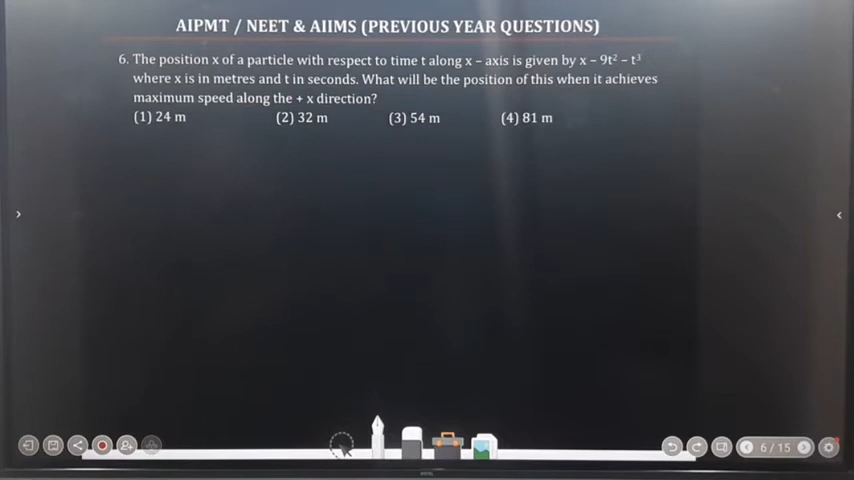 AIPMT / NEET & AIIMS (PREVIOUS YEAR QUESTIONS)
6. The position x of a particle with respect to time t along x – axis is given by x – 9t² – t³
where x is in metres and t in seconds. What will be the position of this when it achieves
maximum speed along the + x direction?
(1) 24 m (2) 32 m (3) 54 m (4) 81 m
6 / 15